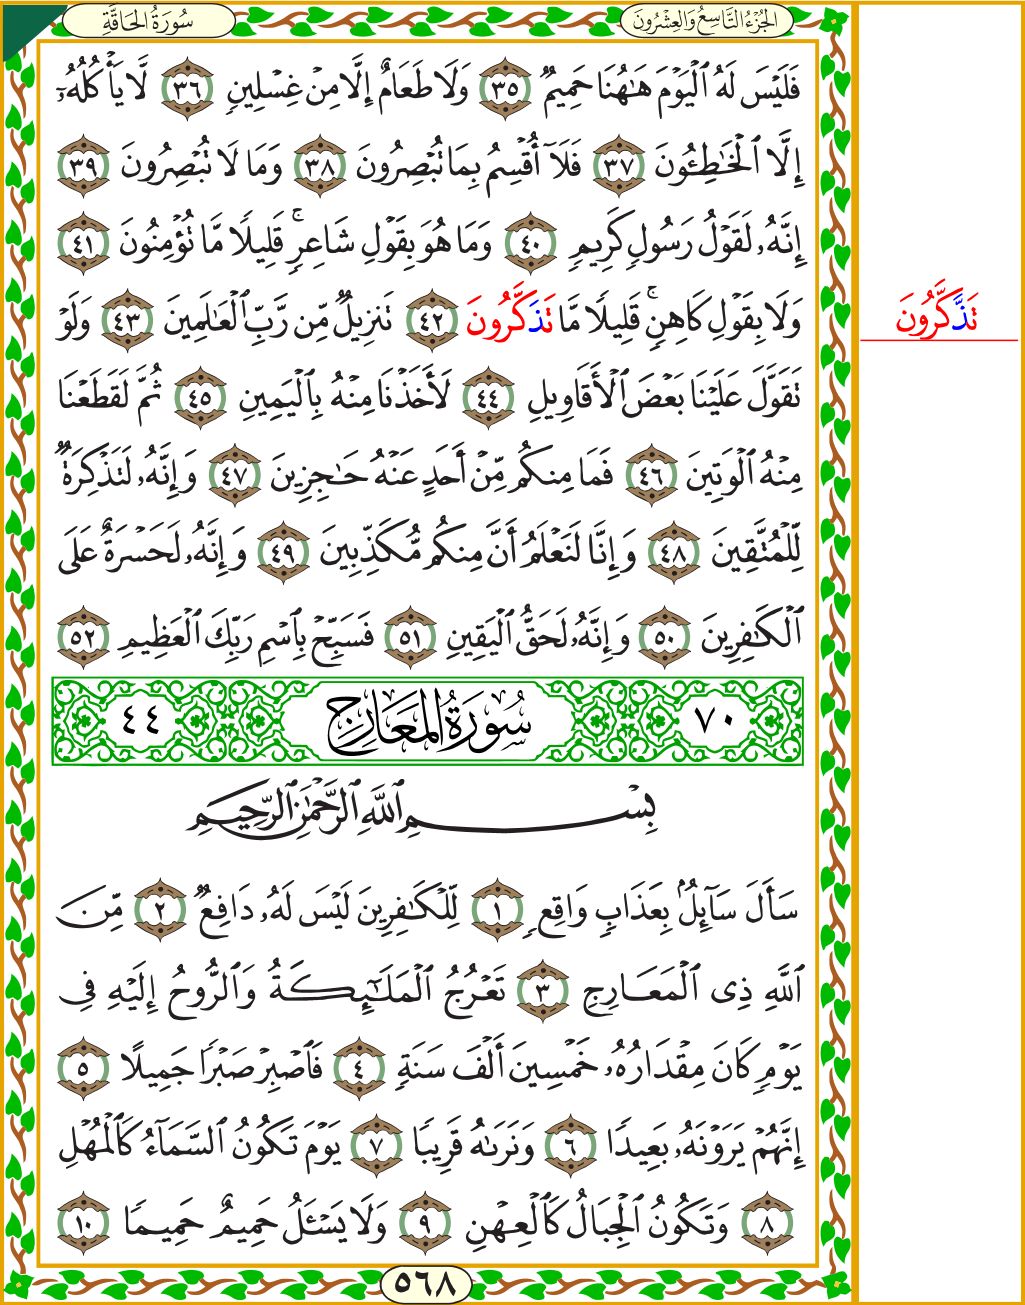 سُورَةُ الحَاقَّةِ
الجُزْءُ التَّاسِعُ وَالعِشْرُونَ
فَلَيْسَ لَهُ ٱلْيَوْمَ هَـٰهُنَا حَمِيمٌ ٣٥ وَلَا طَعَامٌ إِلَّا مِنْ غِسْلِينٍ ٣٦ لَّا يَأْكُلُهُۥٓ
إِلَّا ٱلْخَـٰطِـُٔونَ ٣٧ فَلَآ أُقْسِمُ بِمَا تُبْصِرُونَ ٣٨ وَمَا لَا تُبْصِرُونَ ٣٩
إِنَّهُۥ لَقَوْلُ رَسُولٍ كَرِيمٍ ٤٠ وَمَا هُوَ بِقَوْلِ شَاعِرٍ ۚ قَلِيلًا مَّا تُؤْمِنُونَ ٤١
وَلَا بِقَوْلِ كَاهِنٍ ۚ قَلِيلًا مَّا تَذَكَّرُونَ ٤٢ تَنزِيلٌ مِّن رَّبِّ ٱلْعَـٰلَمِينَ ٤٣ وَلَوْ
تَذَّكَّرُونَ
تَقَوَّلَ عَلَيْنَا بَعْضَ ٱلْأَقَاوِيلِ ٤٤ لَأَخَذْنَا مِنْهُ بِٱلْيَمِينِ ٤٥ ثُمَّ لَقَطَعْنَا
مِنْهُ ٱلْوَتِينَ ٤٦ فَمَا مِنكُم مِّنْ أَحَدٍ عَنْهُ حَـٰجِزِينَ ٤٧ وَإِنَّهُۥ لَتَذْكِرَةٌ
لِّلْمُتَّقِينَ ٤٨ وَإِنَّا لَنَعْلَمُ أَنَّ مِنكُم مُّكَذِّبِينَ ٤٩ وَإِنَّهُۥ لَحَسْرَةٌ عَلَى
ٱلْكَـٰفِرِينَ ٥٠ وَإِنَّهُۥ لَحَقُّ ٱلْيَقِينِ ٥١ فَسَبِّحْ بِٱسْمِ رَبِّكَ ٱلْعَظِيمِ ٥٢
٧٠ سُورَةُ المَعَارِجِ ٤٤
بِسْمِ ٱللَّهِ ٱلرَّحْمَـٰنِ ٱلرَّحِيمِ
سَأَلَ سَآئِلٌۢ بِعَذَابٍ وَاقِعٍ ١ لِّلْكَـٰفِرِينَ لَيْسَ لَهُۥ دَافِعٌ ٢ مِّنَ
ٱللَّهِ ذِى ٱلْمَعَارِجِ ٣ تَعْرُجُ ٱلْمَلَـٰٓئِكَةُ وَٱلرُّوحُ إِلَيْهِ فِى
يَوْمٍ كَانَ مِقْدَارُهُۥ خَمْسِينَ أَلْفَ سَنَةٍ ٤ فَٱصْبِرْ صَبْرًا جَمِيلًا ٥
إِنَّهُمْ يَرَوْنَهُۥ بَعِيدًا ٦ وَنَرَىٰهُ قَرِيبًا ٧ يَوْمَ تَكُونُ ٱلسَّمَآءُ كَٱلْمُهْلِ
٨ وَتَكُونُ ٱلْجِبَالُ كَٱلْعِهْنِ ٩ وَلَا يَسْـَٔلُ حَمِيمٌ حَمِيمًا ١٠
٥٦٨